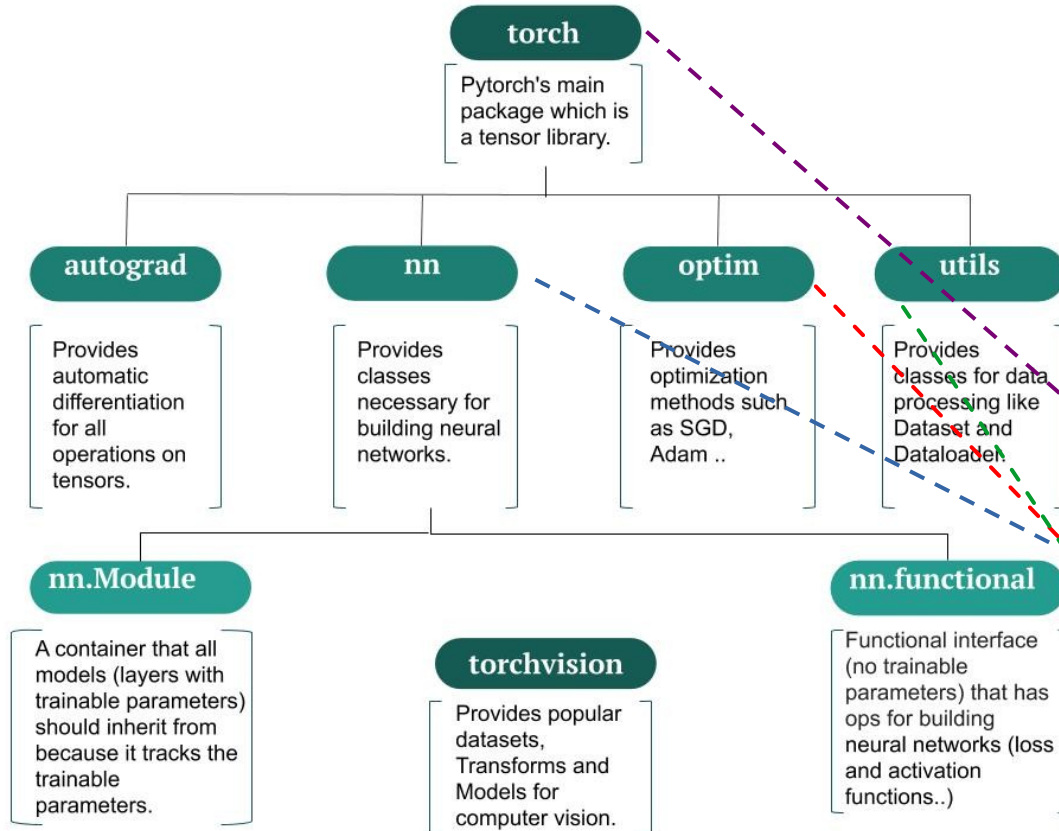 torch
Pytorch's main
package which is
a tensor library.
autograd
nn
optim
utils
Provides
automatic
differentiation
for all
operations on
tensors.
Provides
classes
necessary for
building neural
networks.
Provides
optimization
methods such
as SGD,
Adam ..
Provides
classes for data
processing like
Dataset and
Dataloader.
nn.Module
nn.functional
A container that all
models (layers with
trainable parameters)
should inherit from
because it tracks the
trainable
parameters.
torchvision
Provides popular
datasets,
Transforms and
Models for
computer vision.
Functional interface
(no trainable
parameters) that has
ops for building
neural networks (loss
and activation
functions..)